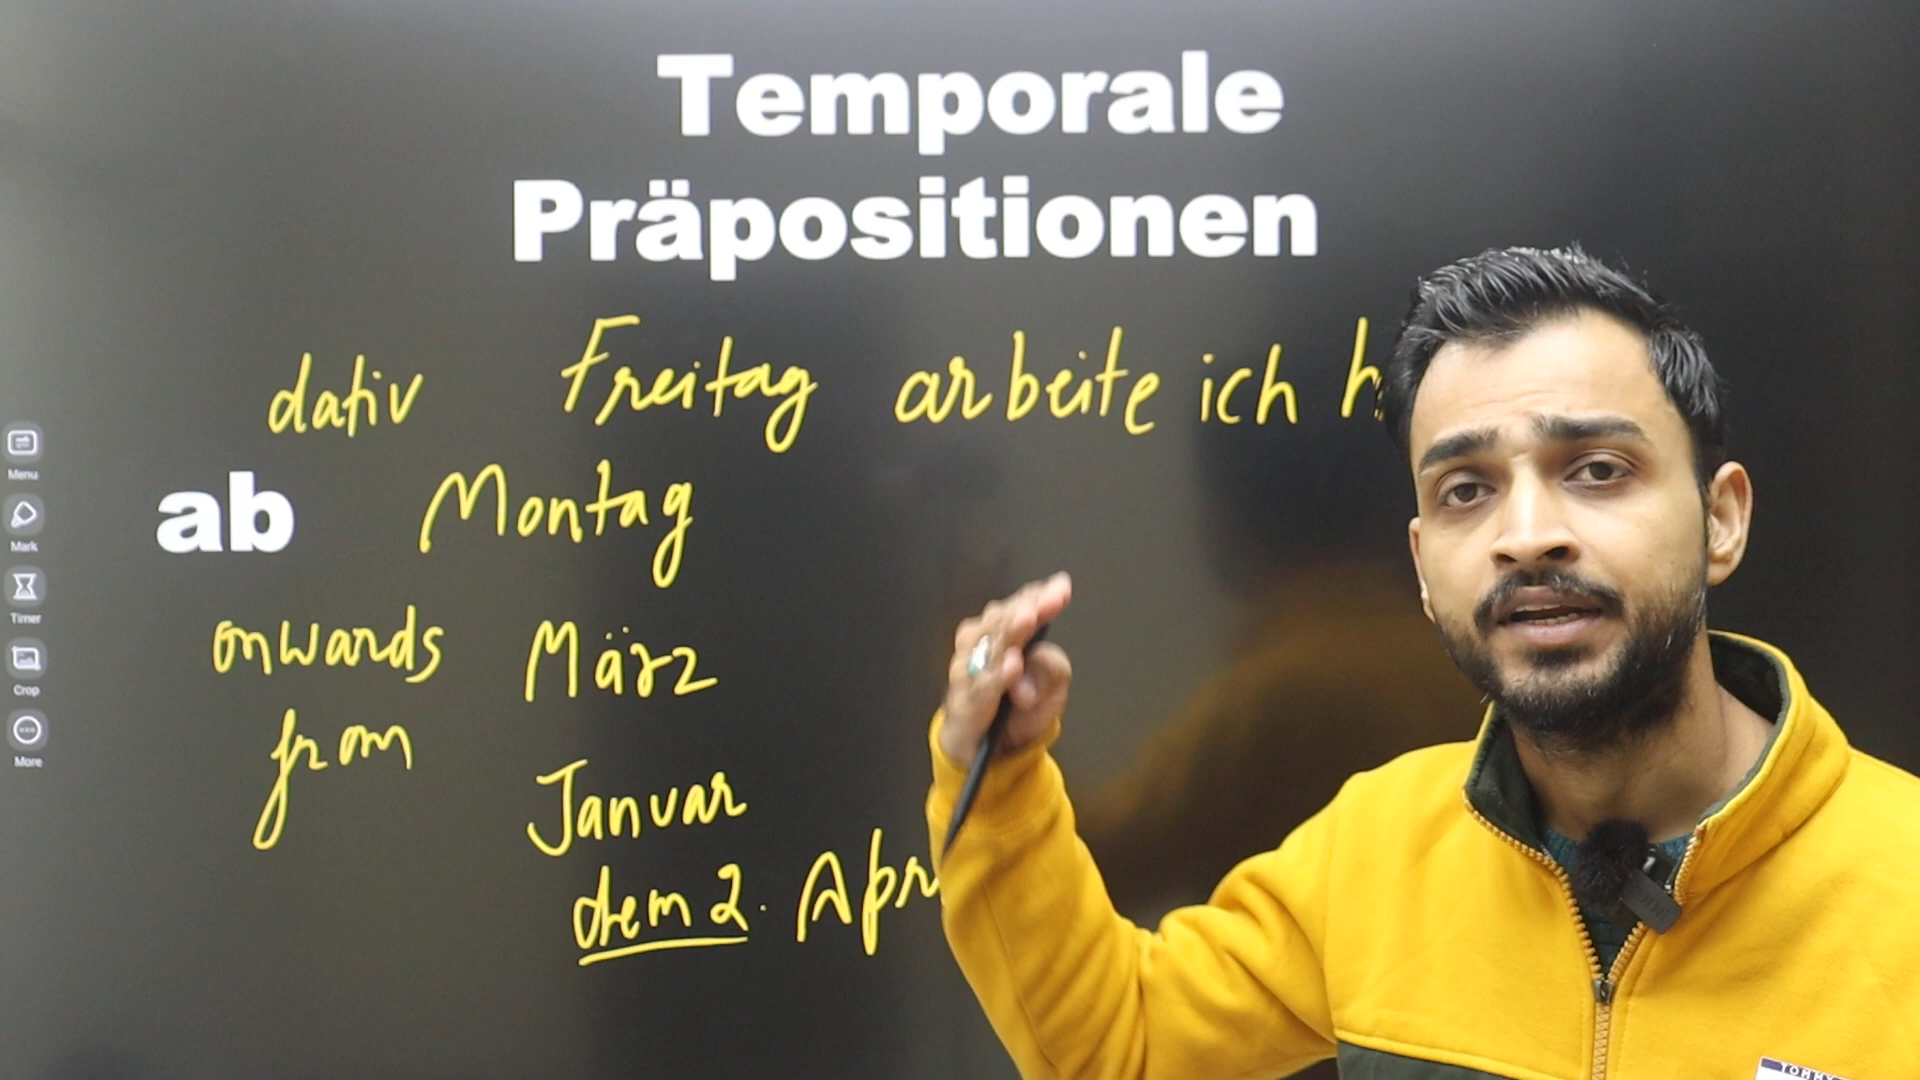 Temporale
Präpositionen
dativ Freitag arbeite ich h
ab Montag
onwards März
from
Januar
dem 2. Apr
Menu
Mark
Timer
Crop
More